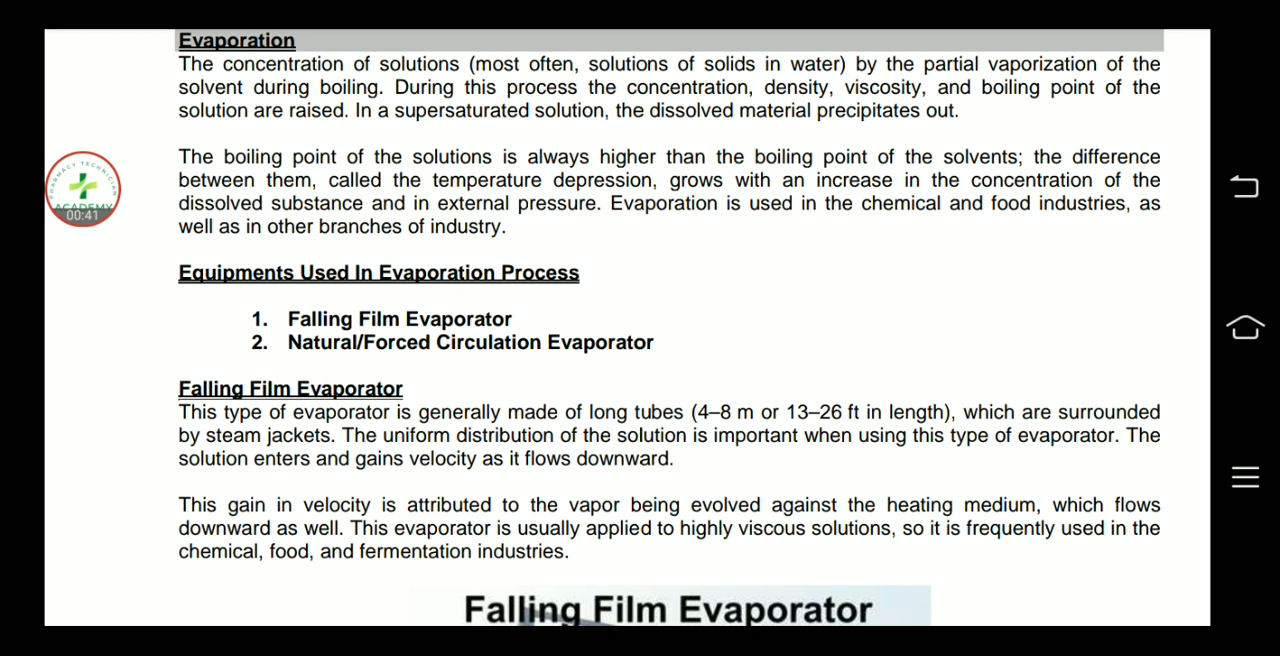 Evaporation
The concentration of solutions (most often, solutions of solids in water) by the partial vaporization of the
solvent during boiling. During this process the concentration, density, viscosity, and boiling point of the
solution are raised. In a supersaturated solution, the dissolved material precipitates out.
The boiling point of the solutions is always higher than the boiling point of the solvents; the difference
between them, called the temperature depression, grows with an increase in the concentration of the
dissolved substance and in external pressure. Evaporation is used in the chemical and food industries, as
well as in other branches of industry.
PHARMACY TECHNICIAN
ACADEMY
00:41
Equipments Used In Evaporation Process
1. Falling Film Evaporator
2. Natural/Forced Circulation Evaporator
Falling Film Evaporator
This type of evaporator is generally made of long tubes (4–8 m or 13–26 ft in length), which are surrounded
by steam jackets. The uniform distribution of the solution is important when using this type of evaporator. The
solution enters and gains velocity as it flows downward.
This gain in velocity is attributed to the vapor being evolved against the heating medium, which flows
downward as well. This evaporator is usually applied to highly viscous solutions, so it is frequently used in the
chemical, food, and fermentation industries.
Falling Film Evaporator